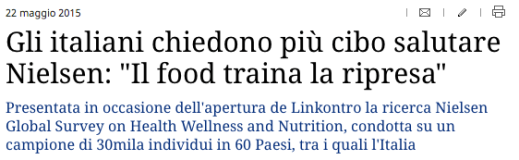 22 maggio 2015
Gli italiani chiedono più cibo salutare
Nielsen: "Il food traina la ripresa"
Presentata in occasione dell'apertura de Linkontro la ricerca Nielsen
Global Survey on Health Wellness and Nutrition, condotta su un
campione di 30mila individui in 60 Paesi, tra i quali l'Italia